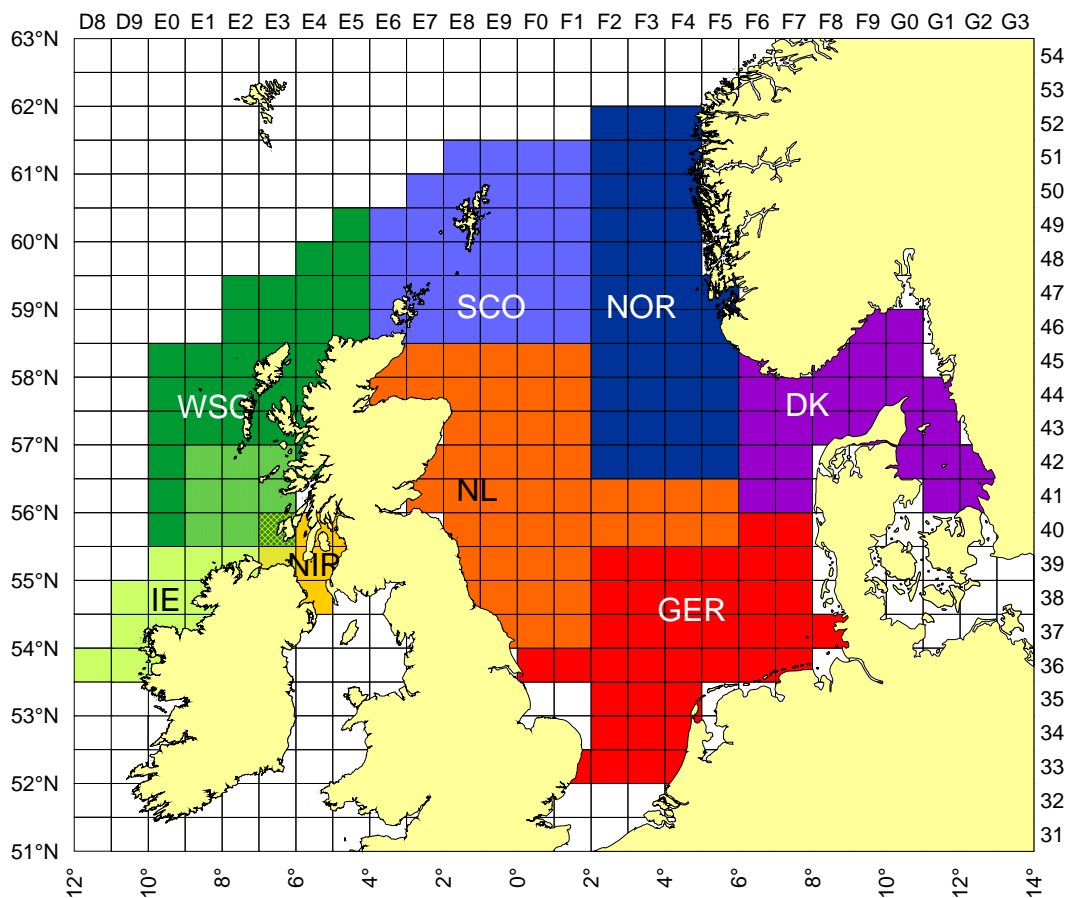 D8 D9 E0 E1 E2 E3 E4 E5 E6 E7 E8 E9 F0 F1 F2 F3 F4 F5 F6 F7 F8 F9 G0 G1 G2 G3
63°N
54
53
62°N
52
51
61°N
50
49
60°N
48
47
59°N
SCO
NOR
46
45
58°N
WSC
DK
44
43
57°N
42
NL
41
56°N
40
NIR
39
55°N
IE
GER
38
37
54°N
36
35
53°N
34
33
52°N
32
31
51°N
12° 10° 8° 6° 4° 2° 0° 2° 4° 6° 8° 10° 12° 14°